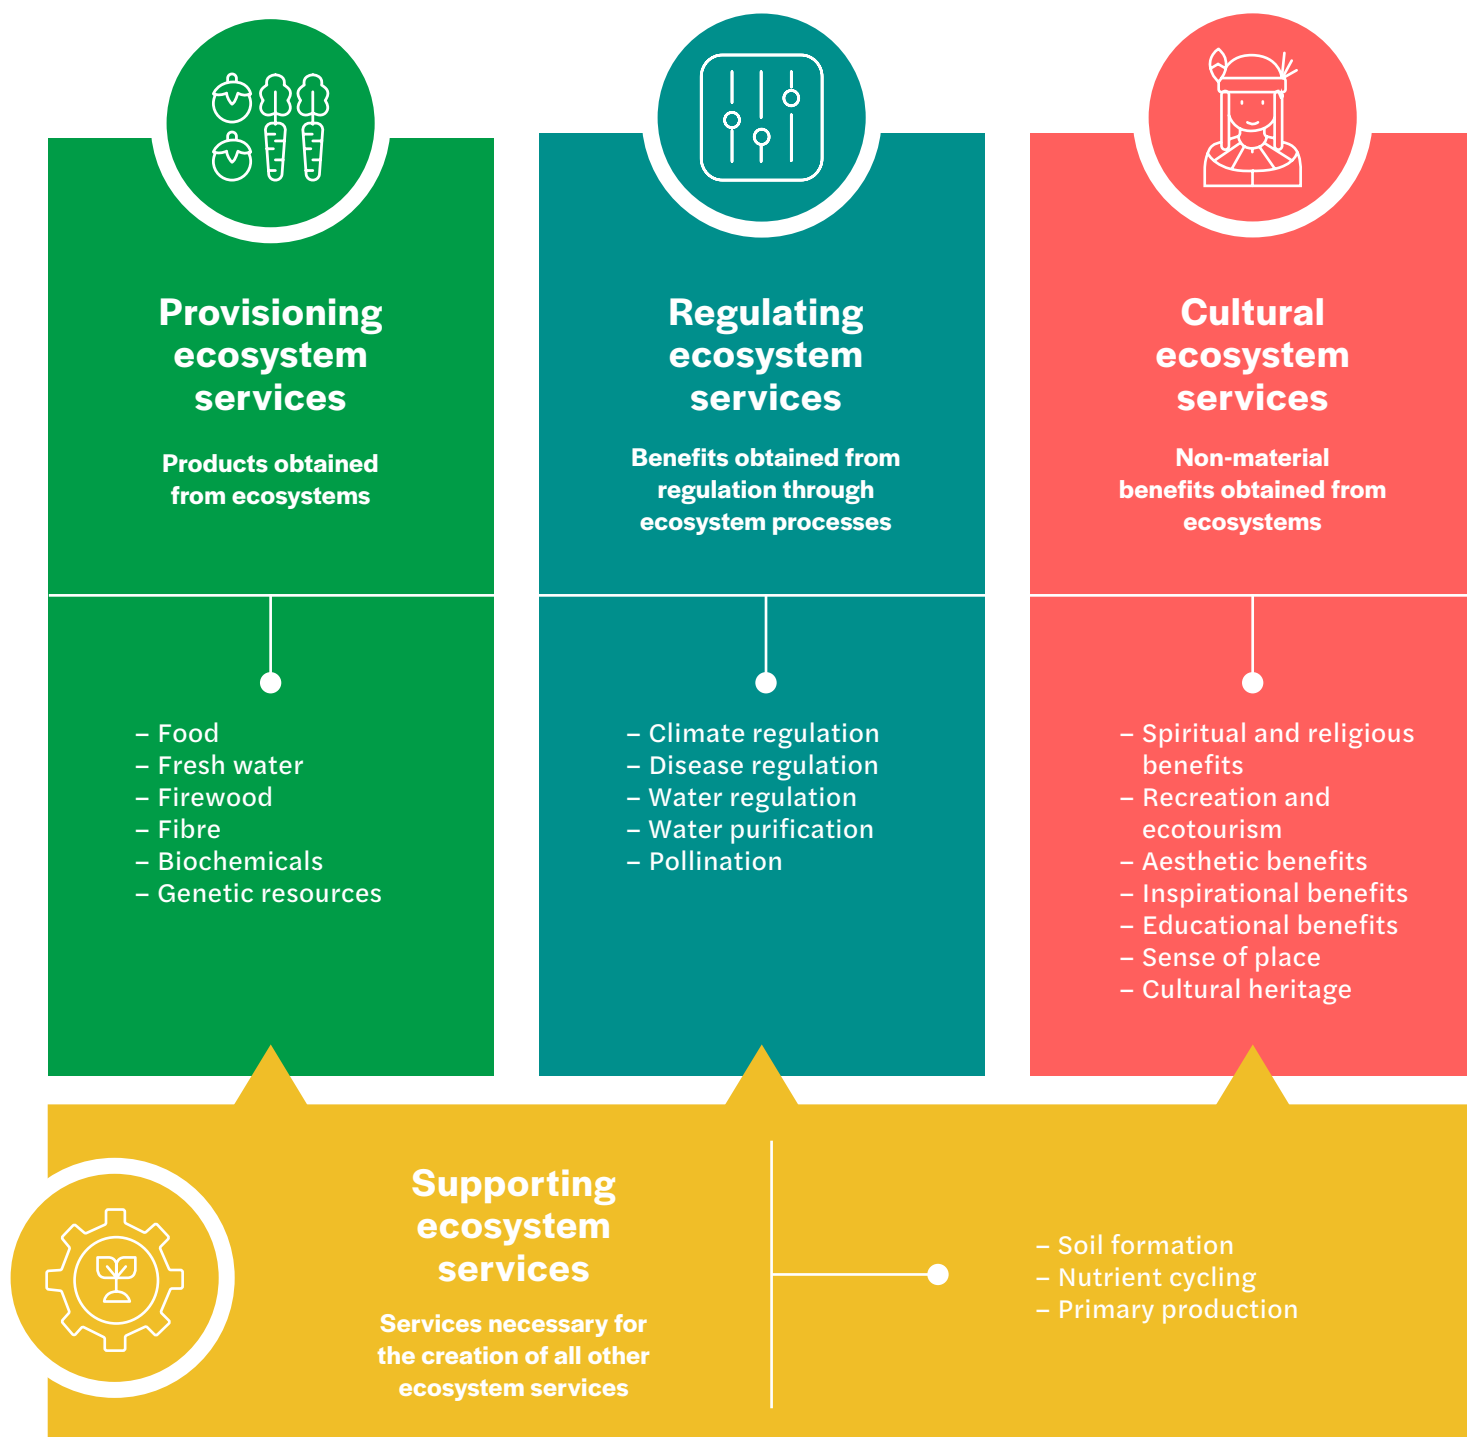 Provisioning
ecosystem
services
Products obtained
from ecosystems
– Food
– Fresh water
– Firewood
– Fibre
– Biochemicals
– Genetic resources
Regulating
ecosystem
services
Benefits obtained from
regulation through
ecosystem processes
– Climate regulation
– Disease regulation
– Water regulation
– Water purification
– Pollination
Cultural
ecosystem
services
Non-material
benefits obtained from
ecosystems
– Spiritual and religious
benefits
– Recreation and
ecotourism
– Aesthetic benefits
– Inspirational benefits
– Educational benefits
– Sense of place
– Cultural heritage
Supporting
ecosystem
services
Services necessary for
the creation of all other
ecosystem services
– Soil formation
– Nutrient cycling
– Primary production